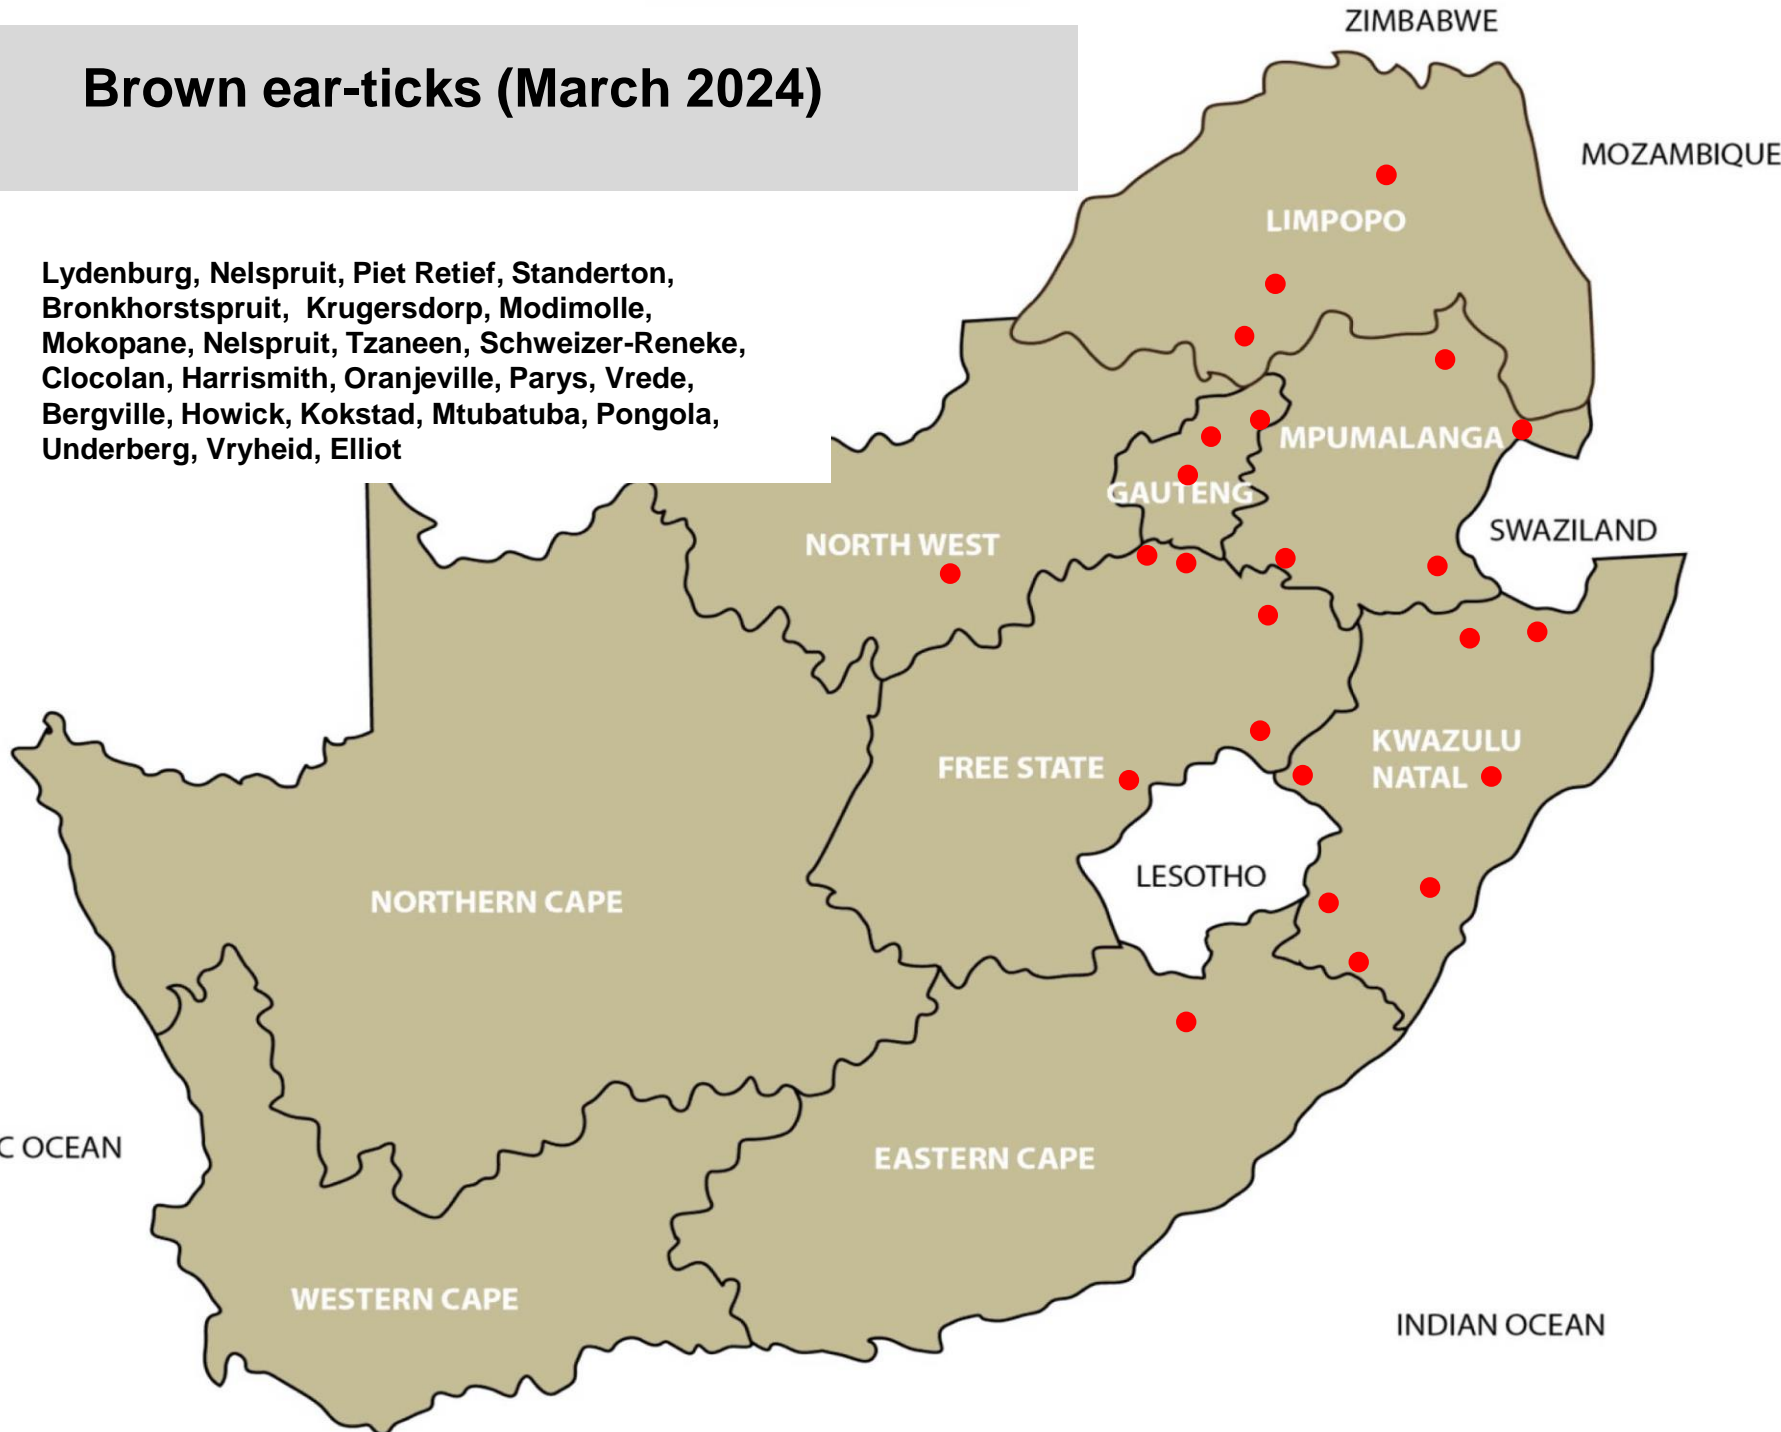 ZIMBABWE
Brown ear-ticks (March 2024)
MOZAMBIQUE
LIMPOPO
Lydenburg, Nelspruit, Piet Retief, Standerton,
Bronkhorstspruit, Krugersdorp, Modimolle,
Mokopane, Nelspruit, Tzaneen, Schweizer-Reneke,
Clocolan, Harrismith, Oranjeville, Parys, Vrede,
Bergville, Howick, Kokstad, Mtubatuba, Pongola,
Underberg, Vryheid, Elliot
MPUMALANGA
GAUTENG
SWAZILAND
NORTH WEST
KWAZULU
NATAL
FREE STATE
LESOTHO
NORTHERN CAPE
C OCEAN
EASTERN CAPE
WESTERN CAPE
INDIAN OCEAN